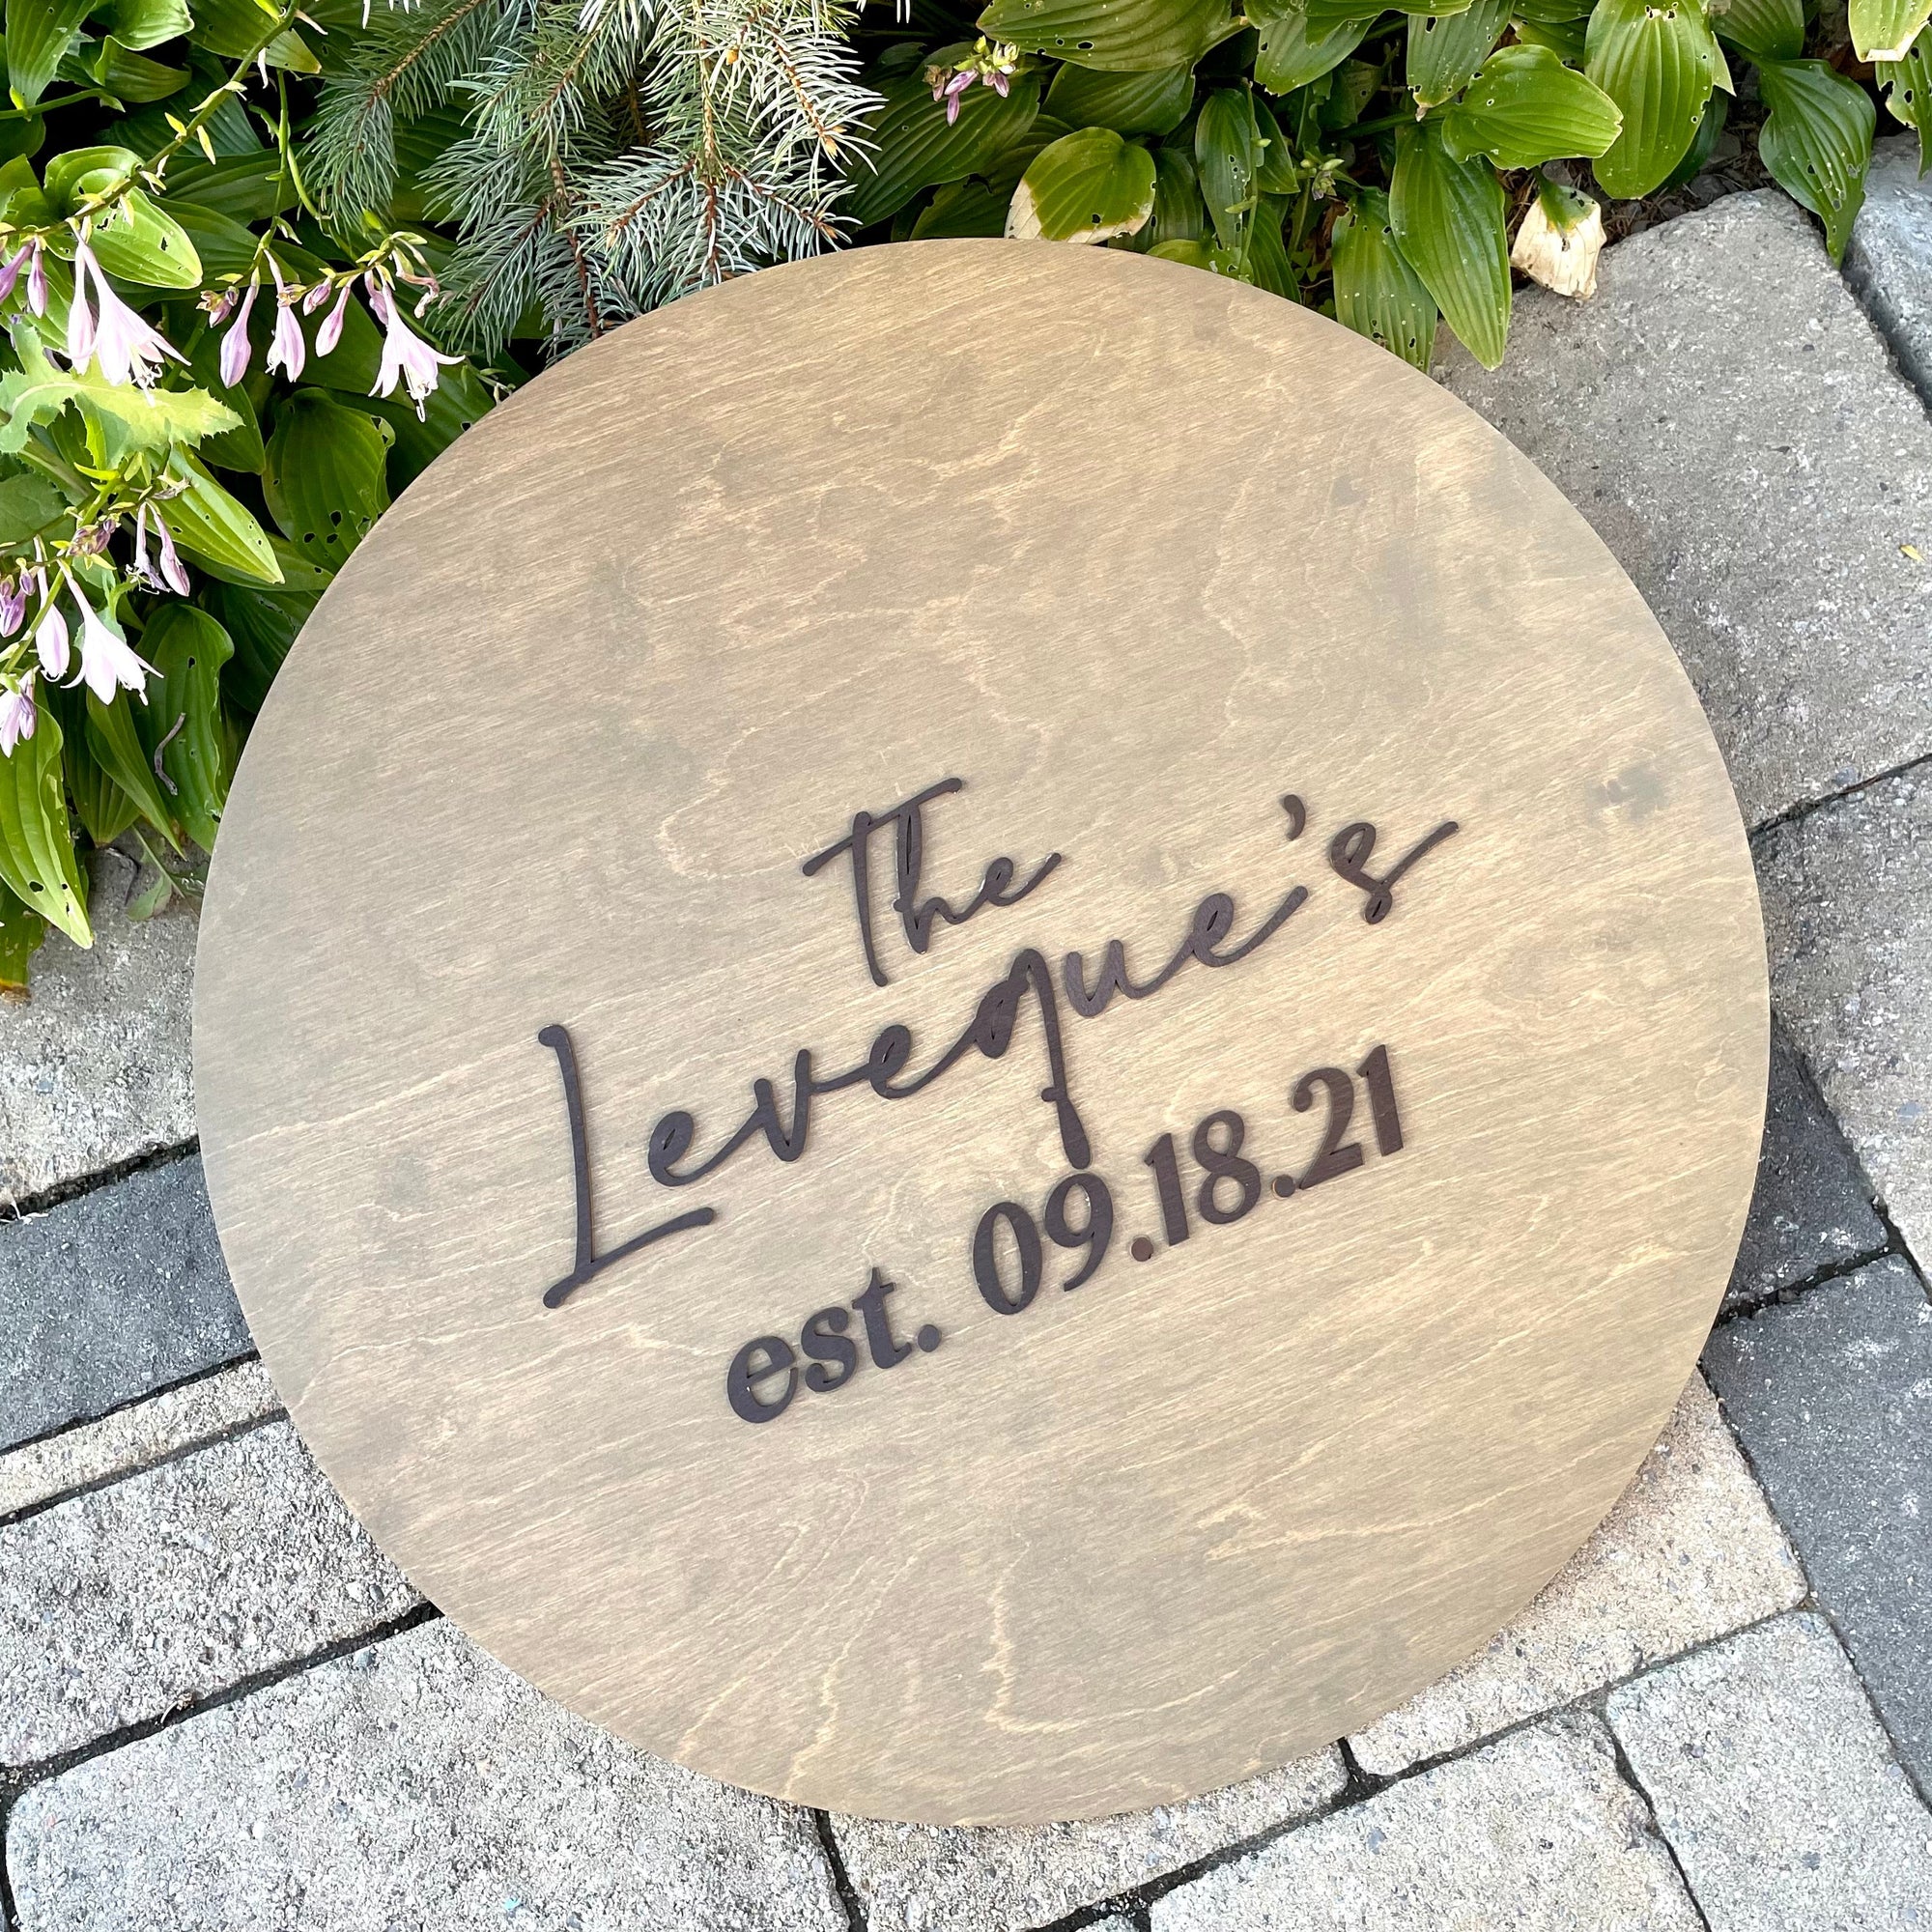 The
Leveque's
est. 09.18.21